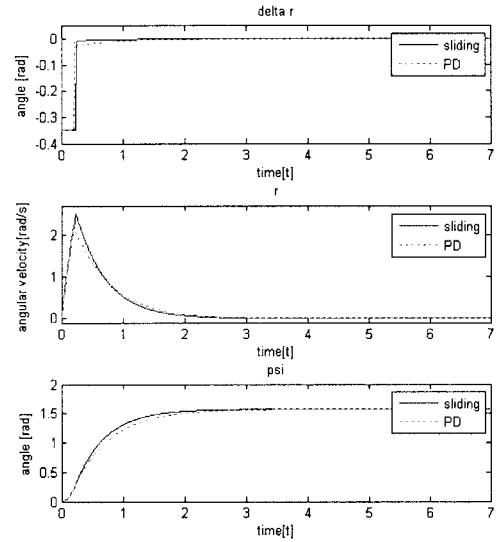 delta r
angle [rad]
0
-0.1
-0.2
-0.3
-0.4
sliding
PD
0 1 2 3 4 5 6 7
time[t]
r
angular velocity[rad/s]
2
1
0
sliding
PD
0 1 2 3 4 5 6 7
time[t]
psi
angle [rad]
2
1.5
1
0.5
0
sliding
PD
0 1 2 3 4 5 6 7
time[t]